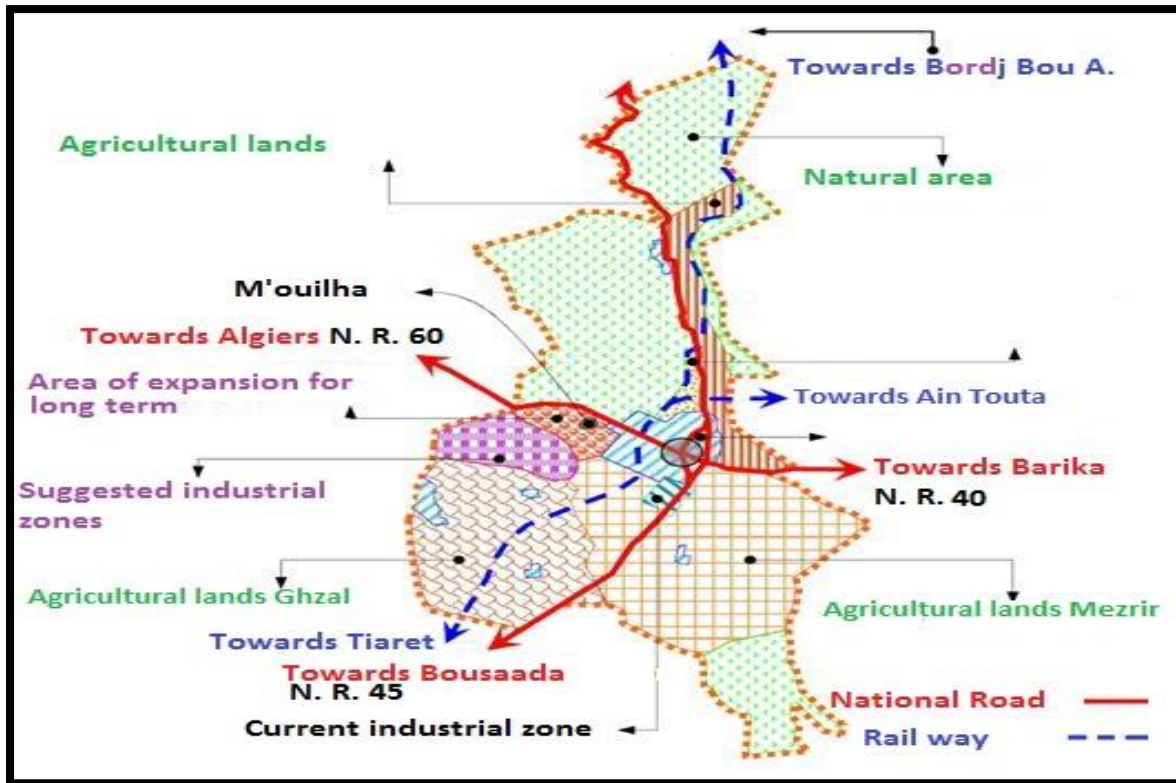 Towards Bordj Bou A.
Agricultural lands
Natural area
M'ouilha
Towards Algiers N. R. 60
Area of expansion for
long term
Towards Ain Touta
Towards Barika
N. R. 40
Suggested industrial
zones
Agricultural lands Ghzal
Agricultural lands Mezrir
Towards Tiaret
Towards Bousaada
N. R. 45
Current industrial zone
National Road
Rail way